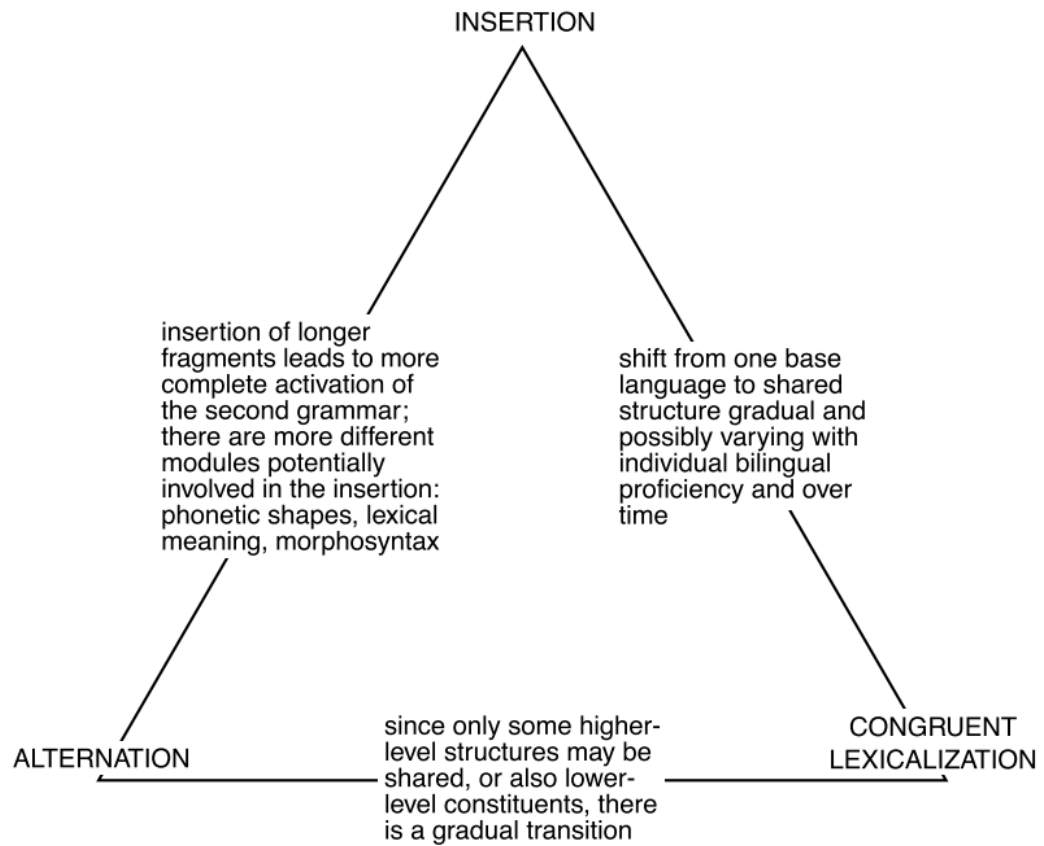 INSERTION
insertion of longer
fragments leads to more
complete activation of
the second grammar;
there are more different
modules potentially
involved in the insertion:
phonetic shapes, lexical
meaning, morphosyntax
shift from one base
language to shared
structure gradual and
possibly varying with
individual bilingual
proficiency and over
time
ALTERNATION
since only some higher-
level structures may be
shared, or also lower-
level constituents, there
is a gradual transition
CONGRUENT
LEXICALIZATION